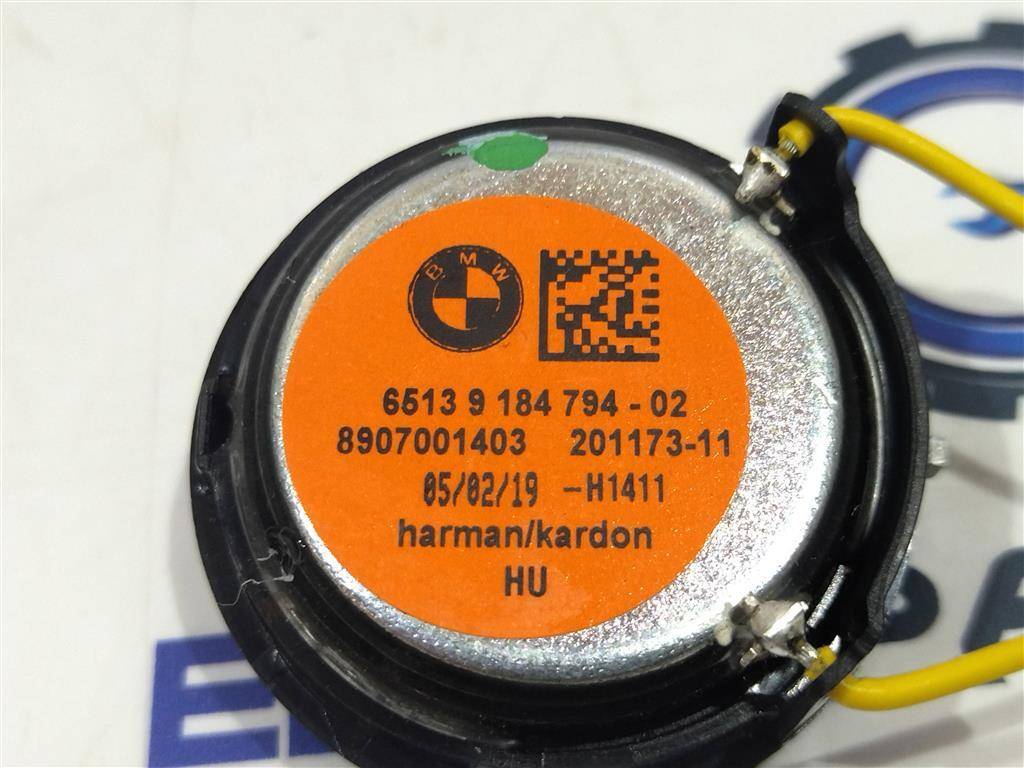 BMW
6513 9 184 794 - 02
8907001403 201173-11
05/02/19 -H1411
harman/kardon
HU